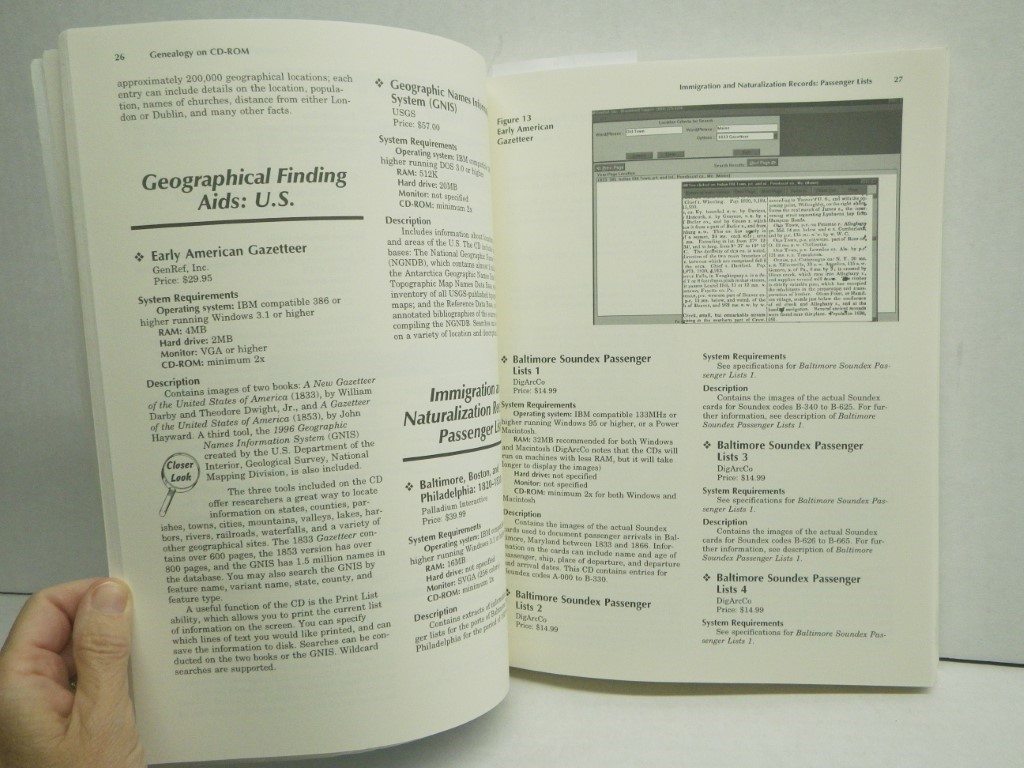 26 Genealogy on CD-ROM
approximately 200,000 geographical locations; each
entry can include details on the location, popula-
tion, names of churches, distance from either Lon-
don or Dublin, and many other facts.
Geographical Finding
Aids: U.S.
❖ Early American Gazetteer
GenRef, Inc.
Price: $29.95
System Requirements
Operating system: IBM compatible 386 or
higher running Windows 3.1 or higher
RAM: 4MB
Hard drive: 2MB
Monitor: VGA or higher
CD-ROM: minimum 2x
Description
Contains images of two books: A New Gazetteer
of the United States of America (1833), by William
Darby and Theodore Dwight, Jr., and A Gazetteer
of the United States of America (1853), by John
Hayward. A third tool, the 1996 Geographic
Names Information System (GNIS)
created by the U.S. Department of the
Interior, Geological Survey, National
Mapping Division, is also included.
Closer
Look
The three tools included on the CD
offer researchers a great way to locate
information on states, counties, par-
ishes, towns, cities, mountains, valleys, lakes, har-
bors, rivers, railroads, waterfalls, and a variety of
other geographical sites. The 1833 Gazetteer con-
tains over 600 pages, the 1853 version has over
800 pages, and the GNIS has 1.5 million names in
the database. You may also search the GNIS by
feature name, variant name, state, county, and
feature type.
A useful function of the CD is the Print List
ability, which allows you to print the current list
of information on the screen. You can specify
which lines of text you would like printed, and can
save the information to disk. Searches can be con-
ducted on the two books or the GNIS. Wildcard
searches are supported.
❖ Geographic Names
System (GNIS)
USGS
Price: $57.00
System Requirements
Operating system: IBM
higher running DOS 3.0 or
RAM: 512K
Hard drive: 20MB
Monitor: not specified
CD-ROM: minimum 2x
Description
Includes information about
and areas of the U.S. The CD
bases: The National Geographic
(NGNDB), which contains almost
the Antarctica Geographic Names
Topographic Map Names Data
inventory of all USGS-published
maps; and the Reference Data
annotated bibliographies of the
compiling the NGNDB. Searches
on a variety of location and
Immigration
Naturalization
Passenger
❖ Baltimore, Boston, and
Philadelphia: 1820-
Palladium Interactive
Price: $39.99
System Requirements
Operating system: IBM
higher running Windows
RAM: 16MB
Hard drive: not specified
Monitor: SVGA (256
CD-ROM: minimum
Description
Contains extracts of
ger lists for the ports of
Philadelphia for the period
Immigration and Naturalization Records: Passenger Lists 27
Figure 13
Early American
Gazetteer
❖ Baltimore Soundex Passenger
Lists 1
DigArcCo
Price: $14.99
System Requirements
Operating system: IBM compatible 133MHz or
higher running Windows 95 or higher, or a Power
Macintosh
RAM: 32MB recommended for both Windows
and Macintosh (DigArcCo notes that the CDs will
run on machines with less RAM, but it will take
longer to display the images)
Hard drive: not specified
Monitor: not specified
CD-ROM: minimum 2x for both Windows and
Macintosh
Description
Contains the images of the actual Soundex
cards used to document passenger arrivals in Bal-
timore, Maryland between 1833 and 1866. Infor-
mation on the cards can include name and age of
passenger, ship, place of departure, and departure
and arrival dates. This CD contains entries for
Soundex codes A-000 to B-330.
❖ Baltimore Soundex Passenger
Lists 2
DigArcCo
Price: $14.99
System Requirements
See specifications for Baltimore Soundex Pas-
senger Lists 1.
Description
Contains the images of the actual Soundex
cards for Soundex codes B-340 to B-625. For fur-
ther information, see description of Baltimore
Soundex Passenger Lists 1.
❖ Baltimore Soundex Passenger
Lists 3
DigArcCo
Price: $14.99
System Requirements
See specifications for Baltimore Soundex Pas-
senger Lists 1.
Description
Contains the images of the actual Soundex
cards for Soundex codes B-626 to B-665. For fur-
ther information, see description of Baltimore
Soundex Passenger Lists 1.
❖ Baltimore Soundex Passenger
Lists 4
DigArcCo
Price: $14.99
System Requirements
See specifications for Baltimore Soundex Pas-
senger Lists 1.